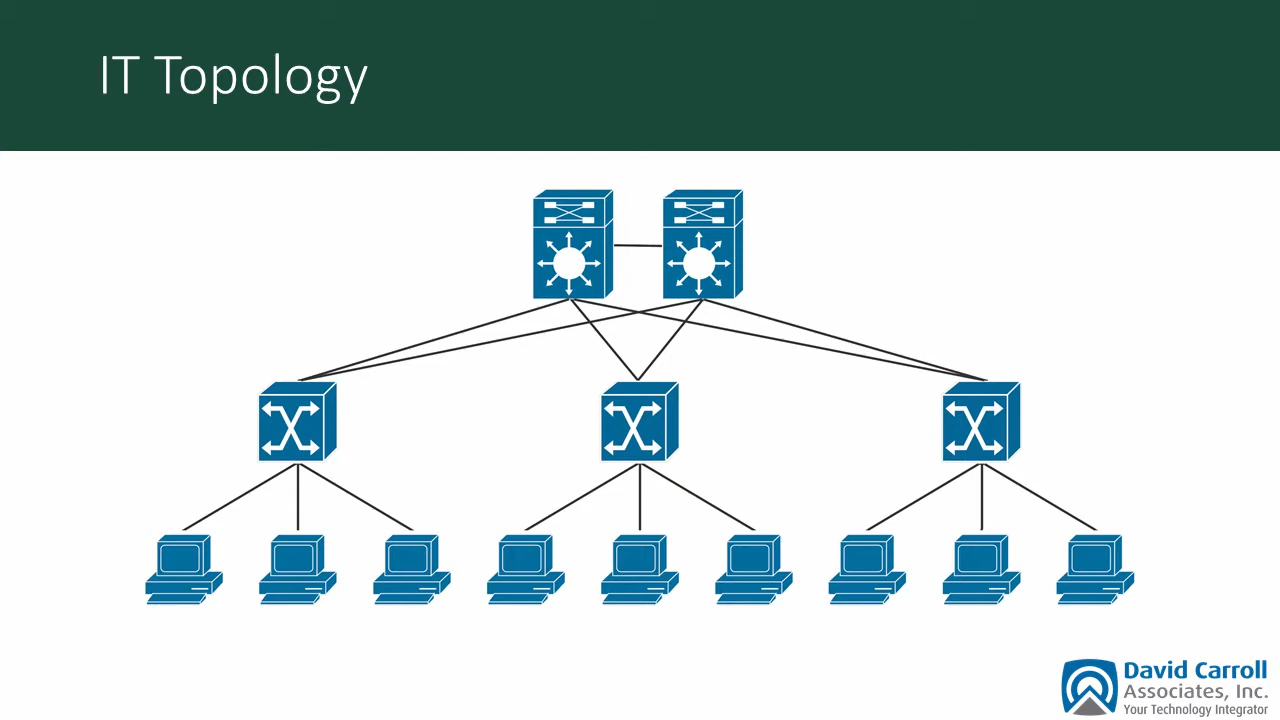 IT Topology
David Carroll
Associates, Inc.
Your Technology Integrator